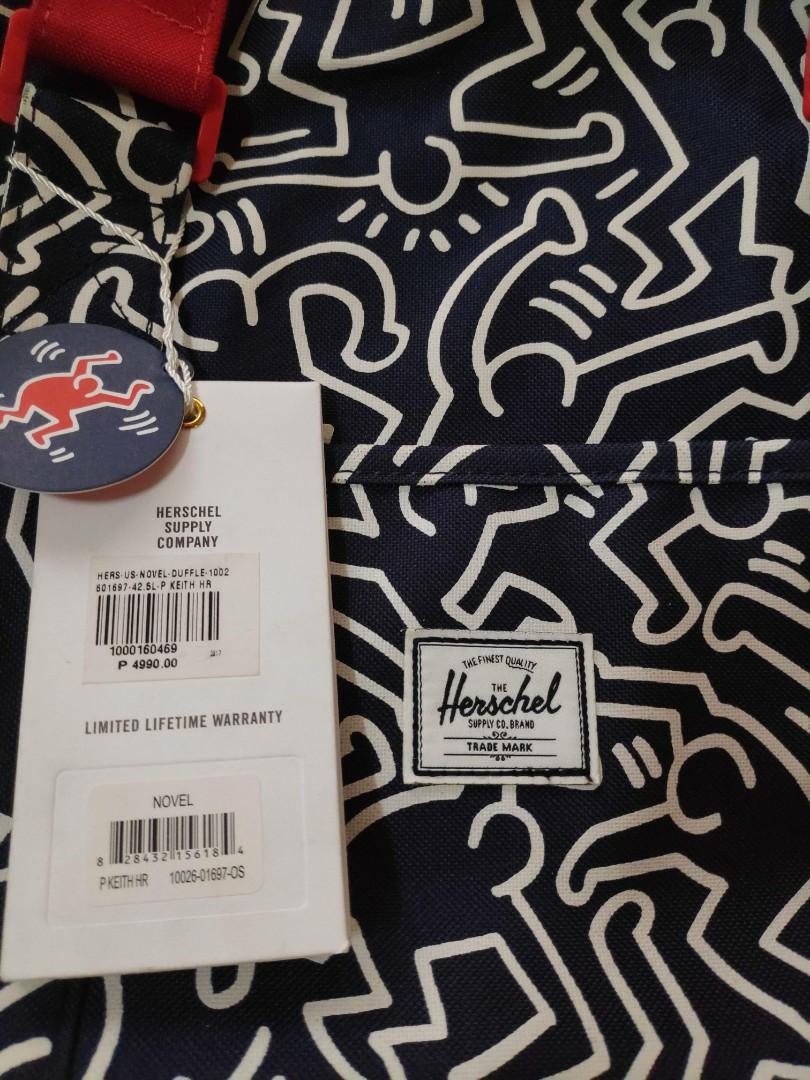 HERSCHEL
SUPPLY
COMPANY
HERS-US-NOVEL-DUFFLE-1002
601697-42.5L-P KEITH HR
1000160469
2017
₱ 4990.00
LIMITED LIFETIME WARRANTY
NOVEL
8 28432 15618 4
P KEITH HR 10026-01697-OS
THE FINEST QUALITY
THE
Herschel
SUPPLY CO. BRAND
TRADE MARK
"66"